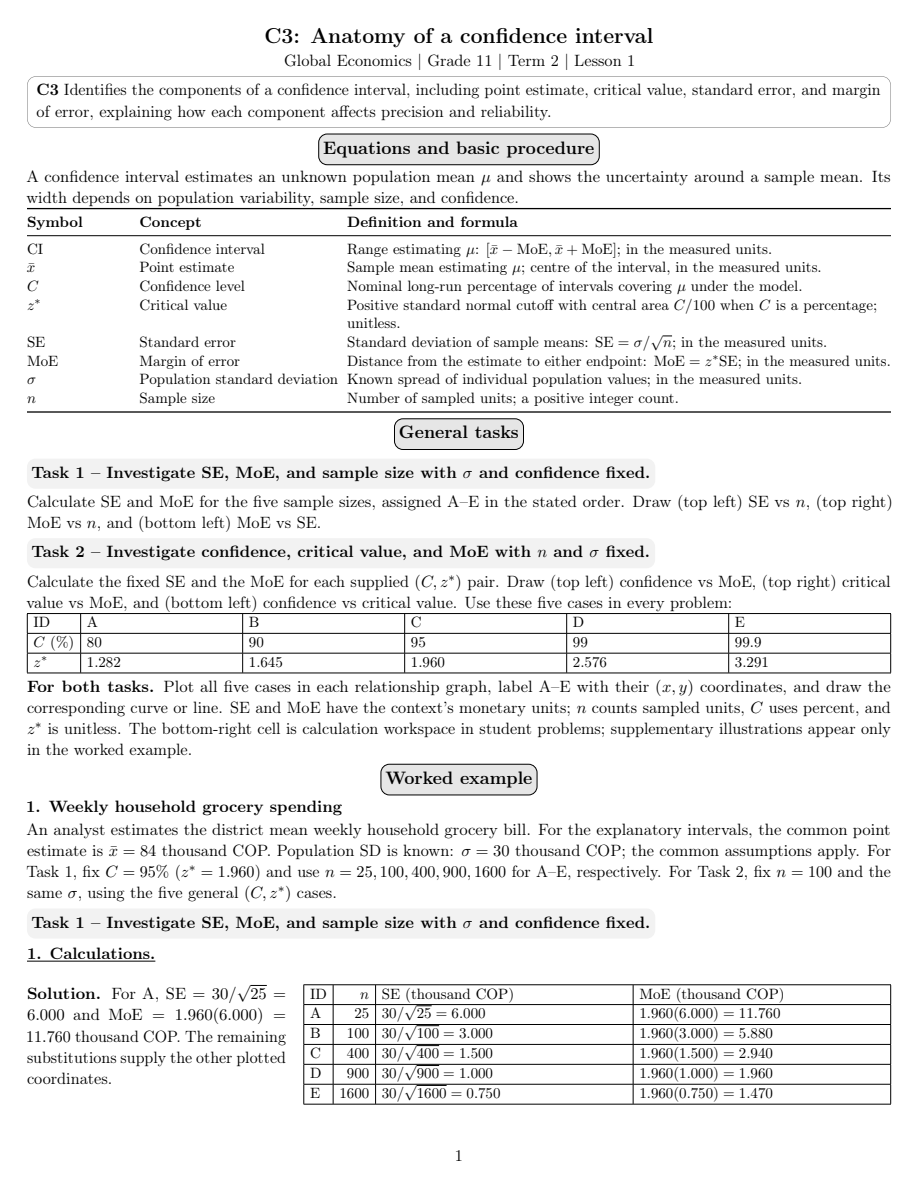 C3: Anatomy of a confidence interval
Global Economics | Grade 11 | Term 2 | Lesson 1
C3 Identifies the components of a confidence interval, including point estimate, critical value, standard error, and margin
of error, explaining how each component affects precision and reliability.
Equations and basic procedure
A confidence interval estimates an unknown population mean μ and shows the uncertainty around a sample mean. Its
width depends on population variability, sample size, and confidence.
Symbol Concept Definition and formula
CI Confidence interval Range estimating μ: [x̄ − MoE, x̄ + MoE]; in the measured units.
x̄ Point estimate Sample mean estimating μ; centre of the interval, in the measured units.
C Confidence level Nominal long-run percentage of intervals covering μ under the model.
z* Critical value Positive standard normal cutoff with central area C/100 when C is a percentage;
unitless.
SE Standard error Standard deviation of sample means: SE = σ/√n; in the measured units.
MoE Margin of error Distance from the estimate to either endpoint: MoE = z*SE; in the measured units.
σ Population standard deviation Known spread of individual population values; in the measured units.
n Sample size Number of sampled units; a positive integer count.
General tasks
Task 1 – Investigate SE, MoE, and sample size with σ and confidence fixed.
Calculate SE and MoE for the five sample sizes, assigned A–E in the stated order. Draw (top left) SE vs n, (top right)
MoE vs n, and (bottom left) MoE vs SE.
Task 2 – Investigate confidence, critical value, and MoE with n and σ fixed.
Calculate the fixed SE and the MoE for each supplied (C, z*) pair. Draw (top left) confidence vs MoE, (top right) critical
value vs MoE, and (bottom left) confidence vs critical value. Use these five cases in every problem:
ID A B C D E
C (%) 80 90 95 99 99.9
z* 1.282 1.645 1.960 2.576 3.291
For both tasks. Plot all five cases in each relationship graph, label A–E with their (x, y) coordinates, and draw the
corresponding curve or line. SE and MoE have the context's monetary units; n counts sampled units, C uses percent, and
z* is unitless. The bottom-right cell is calculation workspace in student problems; supplementary illustrations appear only
in the worked example.
Worked example
1. Weekly household grocery spending
An analyst estimates the district mean weekly household grocery bill. For the explanatory intervals, the common point
estimate is x̄ = 84 thousand COP. Population SD is known: σ = 30 thousand COP; the common assumptions apply. For
Task 1, fix C = 95% (z* = 1.960) and use n = 25, 100, 400, 900, 1600 for A–E, respectively. For Task 2, fix n = 100 and the
same σ, using the five general (C, z*) cases.
Task 1 – Investigate SE, MoE, and sample size with σ and confidence fixed.
1. Calculations.
Solution. For A, SE = 30/√25 =
6.000 and MoE = 1.960(6.000) =
11.760 thousand COP. The remaining
substitutions supply the other plotted
coordinates.
ID n SE (thousand COP) MoE (thousand COP)
A 25 30/√25 = 6.000 1.960(6.000) = 11.760
B 100 30/√100 = 3.000 1.960(3.000) = 5.880
C 400 30/√400 = 1.500 1.960(1.500) = 2.940
D 900 30/√900 = 1.000 1.960(1.000) = 1.960
E 1600 30/√1600 = 0.750 1.960(0.750) = 1.470
1